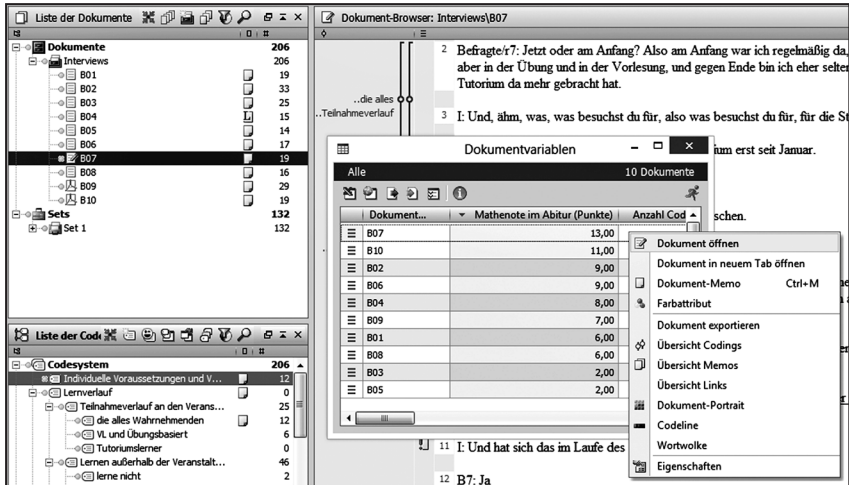 Liste der Dokumente
Dokumente 206
Interviews 206
B01 19
B02 33
B03 25
B04 15
B05 14
B06 17
B07 19
B08 16
B09 29
B10 19
Sets 132
Set 1 132
Liste der Code
Codesystem 206
Individuelle Voraussetzungen und V... 12
Lernverlauf 0
Teilnahmeverlauf an den Verans... 25
die alles Wahrnehmenden 12
VL und Übungsbasiert 6
Tutoriumslerner 0
Lernen außerhalb der Veranstalt... 46
lerne nicht 2
Dokument-Browser: Interviews\B07
..die alles
..Teilnahmeverlauf
2 Befragte/r7: Jetzt oder am Anfang? Also am Anfang war ich regelmäßig da,
aber in der Übung und in der Vorlesung, und gegen Ende bin ich eher selten
Tutorium da mehr gebracht hat.
3 I: Und, ähm, was, was besuchst du für, also was besuchst du für, für die St
ium erst seit Januar.
schen.
11 I: Und hat sich das im Laufe des
12 B7: Ja
Dokumentvariablen
Alle 10 Dokumente
Dokument... Mathenote im Abitur (Punkte) Anzahl Cod
B07 13,00
B10 11,00
B02 9,00
B06 9,00
B04 8,00
B09 7,00
B01 6,00
B08 6,00
B03 2,00
B05 2,00
Dokument öffnen
Dokument in neuem Tab öffnen
Dokument-Memo Ctrl+M
Farbattribut
Dokument exportieren
Übersicht Codings
Übersicht Memos
Übersicht Links
Dokument-Portrait
Codeline
Wortwolke
Eigenschaften